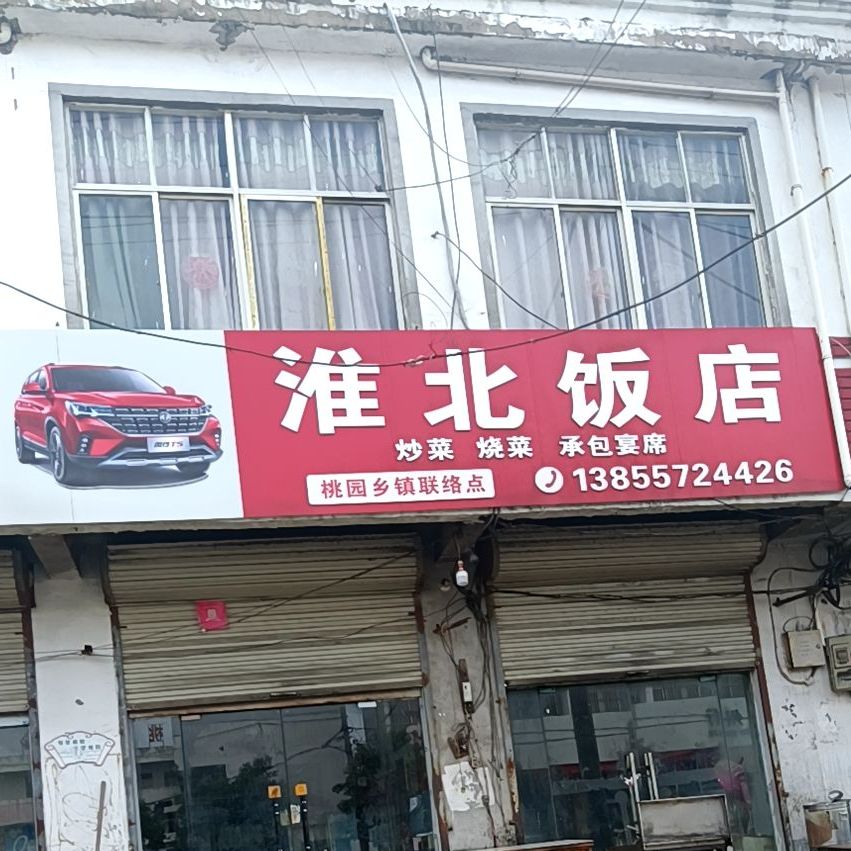 淮北饭店
炒菜 烧菜 承包宴席
桃园乡镇联络点
13855724426